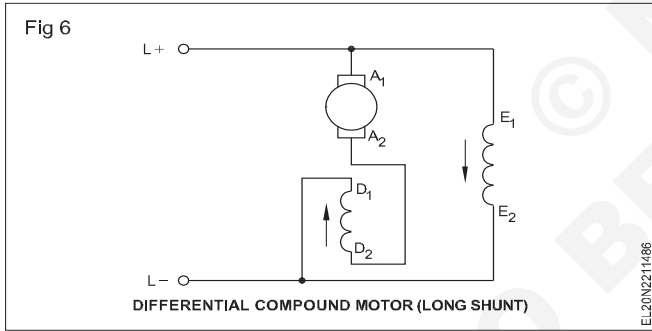 Fig 6
L+
A1
A2
E1
E2
D1
D2
L−
DIFFERENTIAL COMPOUND MOTOR (LONG SHUNT)
EL20N2211486
©
O B